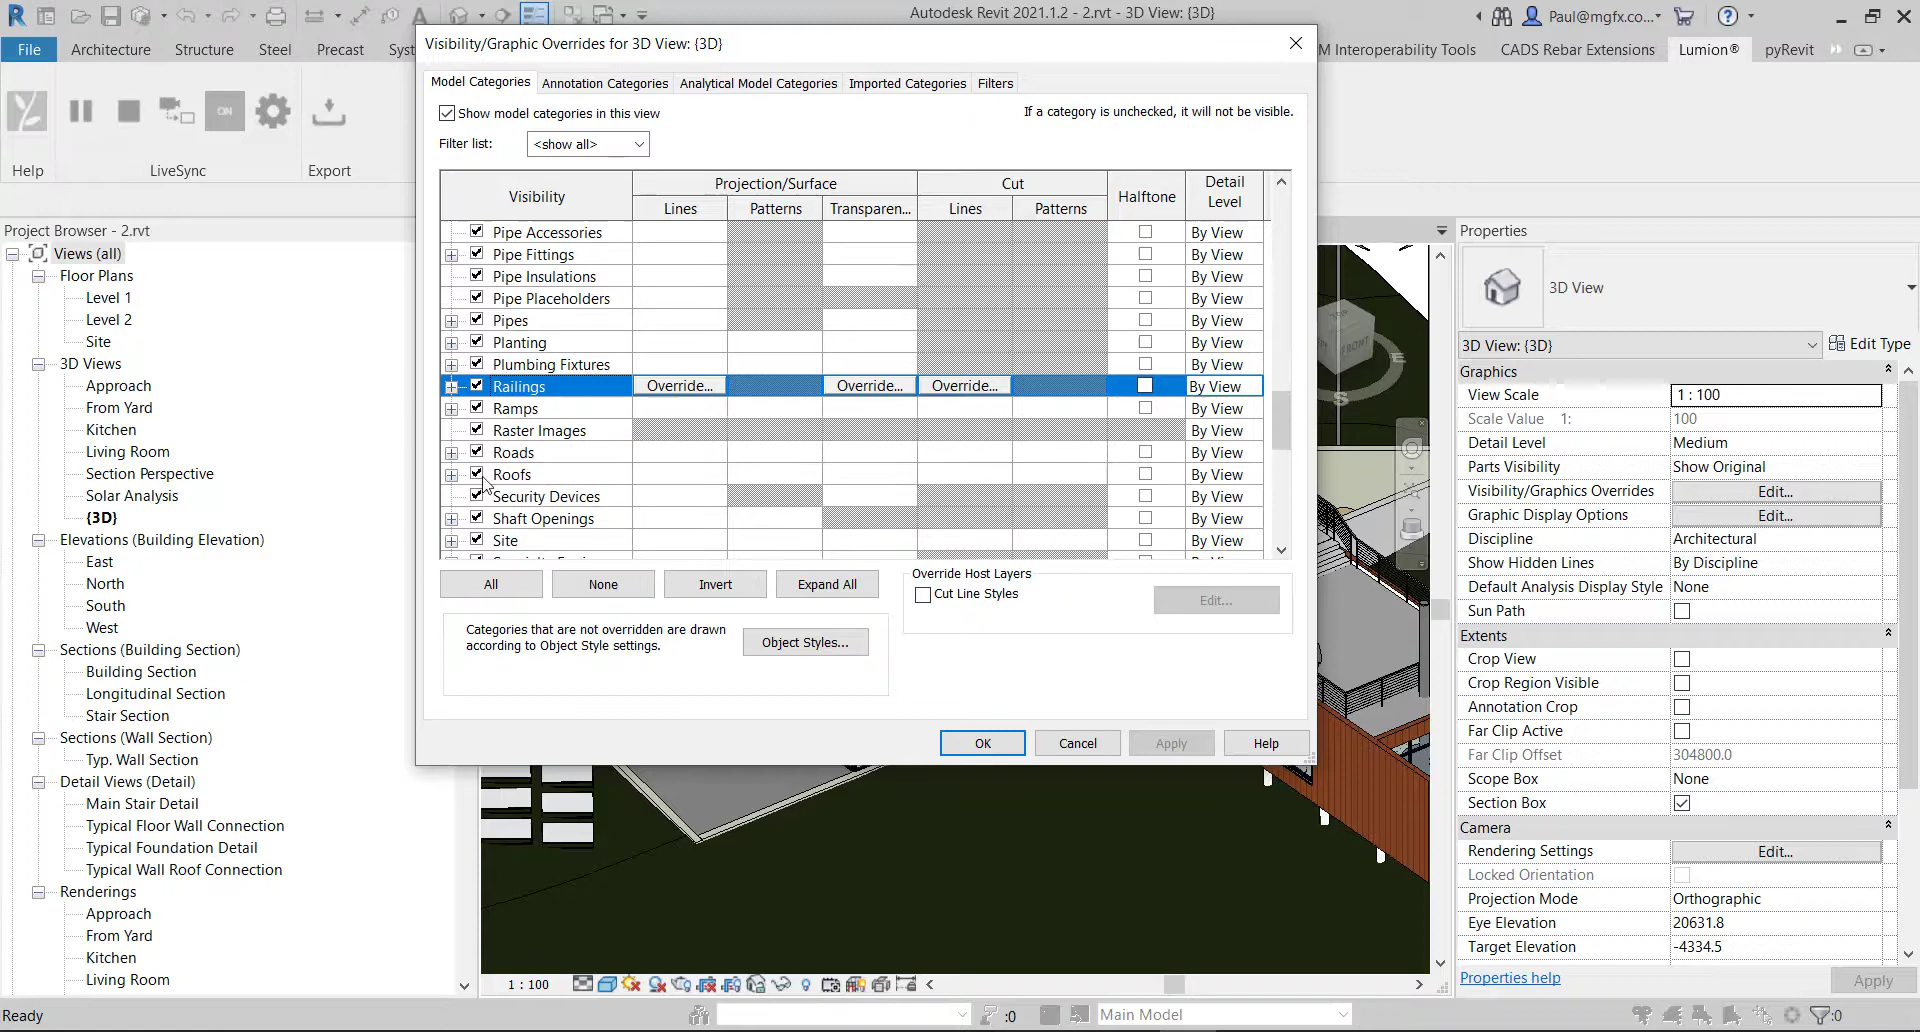 Autodesk Revit 2021.1.2 - 2.rvt - 3D View: {3D}
Paul@mgfx.co...
File Architecture Structure Steel Precast Syst
M Interoperability Tools CADS Rebar Extensions Lumion® pyRevit
ON
Help LiveSync Export
Project Browser - 2.rvt
Views (all)
Floor Plans
Level 1
Level 2
Site
3D Views
Approach
From Yard
Kitchen
Living Room
Section Perspective
Solar Analysis
{3D}
Elevations (Building Elevation)
East
North
South
West
Sections (Building Section)
Building Section
Longitudinal Section
Stair Section
Sections (Wall Section)
Typ. Wall Section
Detail Views (Detail)
Main Stair Detail
Typical Floor Wall Connection
Typical Foundation Detail
Typical Wall Roof Connection
Renderings
Approach
From Yard
Kitchen
Living Room
Visibility/Graphic Overrides for 3D View: {3D}
Model Categories Annotation Categories Analytical Model Categories Imported Categories Filters
Show model categories in this view
If a category is unchecked, it will not be visible.
Filter list: <show all>
Visibility Projection/Surface Cut Halftone Detail Level
Lines Patterns Transparen... Lines Patterns
Pipe Accessories By View
Pipe Fittings By View
Pipe Insulations By View
Pipe Placeholders By View
Pipes By View
Planting By View
Plumbing Fixtures By View
Railings Override... Override... Override... By View
Ramps By View
Raster Images By View
Roads By View
Roofs By View
Security Devices By View
Shaft Openings By View
Site By View
All None Invert Expand All
Override Host Layers
Cut Line Styles Edit...
Categories that are not overridden are drawn
according to Object Style settings.
Object Styles...
OK Cancel Apply Help
TOP
FRONT
E
S
Properties
3D View
3D View: {3D} Edit Type
Graphics
View Scale 1 : 100
Scale Value 1: 100
Detail Level Medium
Parts Visibility Show Original
Visibility/Graphics Overrides Edit...
Graphic Display Options Edit...
Discipline Architectural
Show Hidden Lines By Discipline
Default Analysis Display Style None
Sun Path
Extents
Crop View
Crop Region Visible
Annotation Crop
Far Clip Active
Far Clip Offset 304800.0
Scope Box None
Section Box
Camera
Rendering Settings Edit...
Locked Orientation
Projection Mode Orthographic
Eye Elevation 20631.8
Target Elevation -4334.5
Properties help Apply
1 : 100
Ready :0 Main Model :0